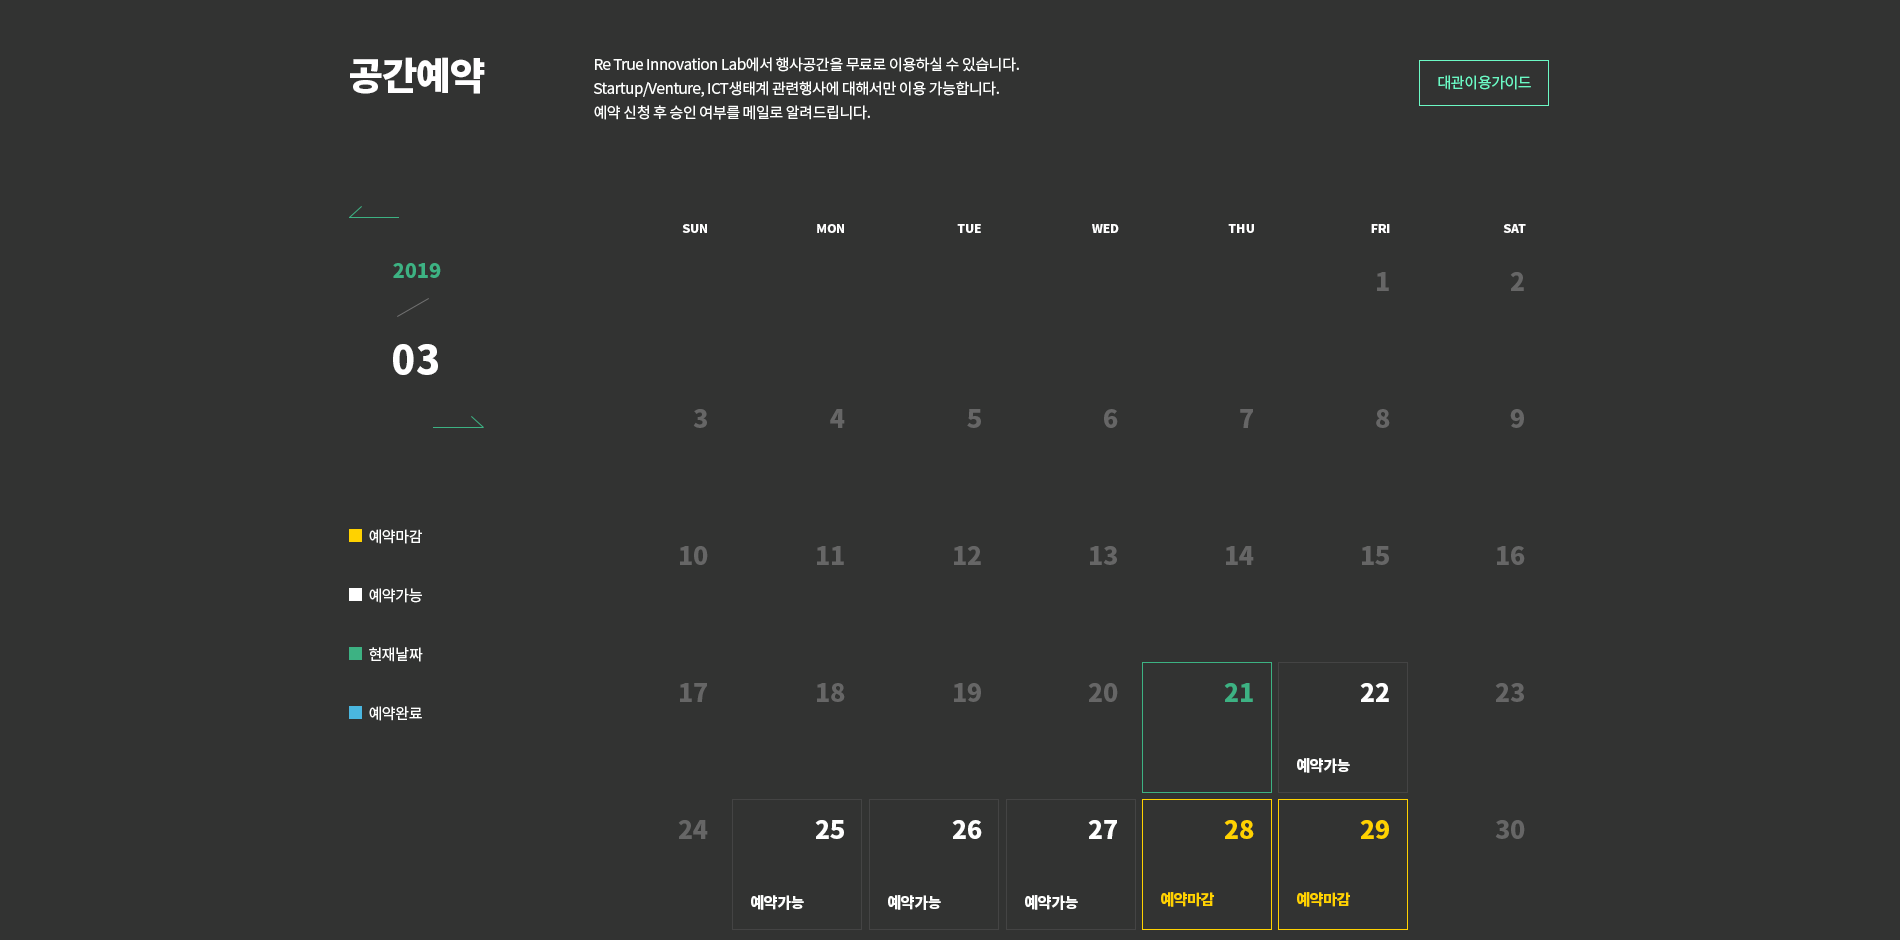 공간예약
Re True Innovation Lab에서 행사공간을 무료로 이용하실 수 있습니다.
Startup/Venture, ICT생태계 관련행사에 대해서만 이용 가능합니다.
예약 신청 후 승인 여부를 메일로 알려드립니다.
대관이용가이드
2019
03
예약마감
예약가능
현재날짜
예약완료
SUN MON TUE WED THU FRI SAT
1 2
3 4 5 6 7 8 9
10 11 12 13 14 15 16
17 18 19 20 21 22 23
예약가능
24 25 26 27 28 29 30
예약가능 예약가능 예약가능 예약마감 예약마감